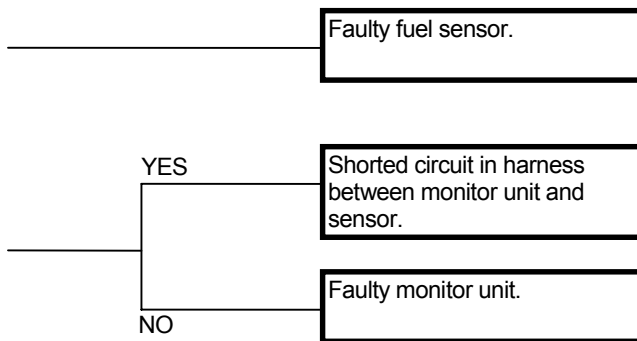 Faulty fuel sensor.
YES
Shorted circuit in harness
between monitor unit and
sensor.
Faulty monitor unit.
NO